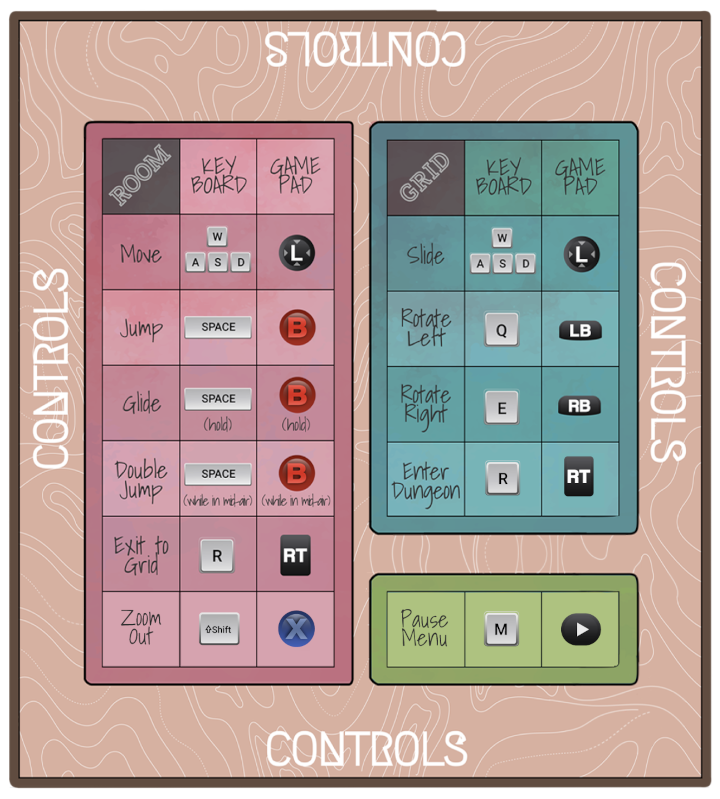 CONTROLS
CONTROLS
ROOM
KEY
BOARD
GAME
PAD
Move
W
A S D
L
Jump
SPACE
B
Glide
SPACE
(hold)
B
(hold)
Double
Jump
SPACE
(while in mid-air)
B
(while in mid-air)
Exit to
Grid
R
RT
Zoom
Out
⇧Shift
X
GRID
KEY
BOARD
GAME
PAD
Slide
W
A S D
L
Rotate
Left
Q
LB
Rotate
Right
E
RB
Enter
Dungeon
R
RT
Pause
Menu
M
CONTROLS
CONTROLS